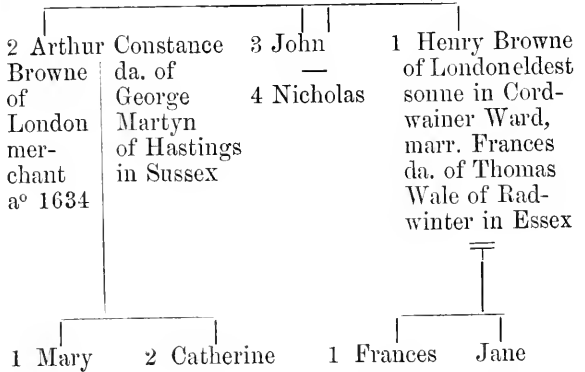 2 Arthur
Browne
of
London
mer-
chant
aº 1634
Constance
da. of
George
Martyn
of Hastings
in Sussex
3 John
—
4 Nicholas
1 Henry Browne
of London eldest
sonne in Cord-
wainer Ward,
marr. Frances
da. of Thomas
Wale of Rad-
winter in Essex
1 Mary
2 Catherine
1 Frances
Jane